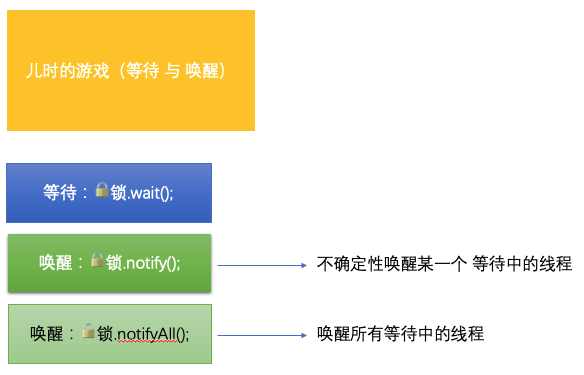 儿时的游戏（等待 与 唤醒）
等待：🔒锁.wait();
唤醒：🔒锁.notify();
不确定性唤醒某一个 等待中的线程
唤醒：🔒锁.notifyAll();
唤醒所有等待中的线程